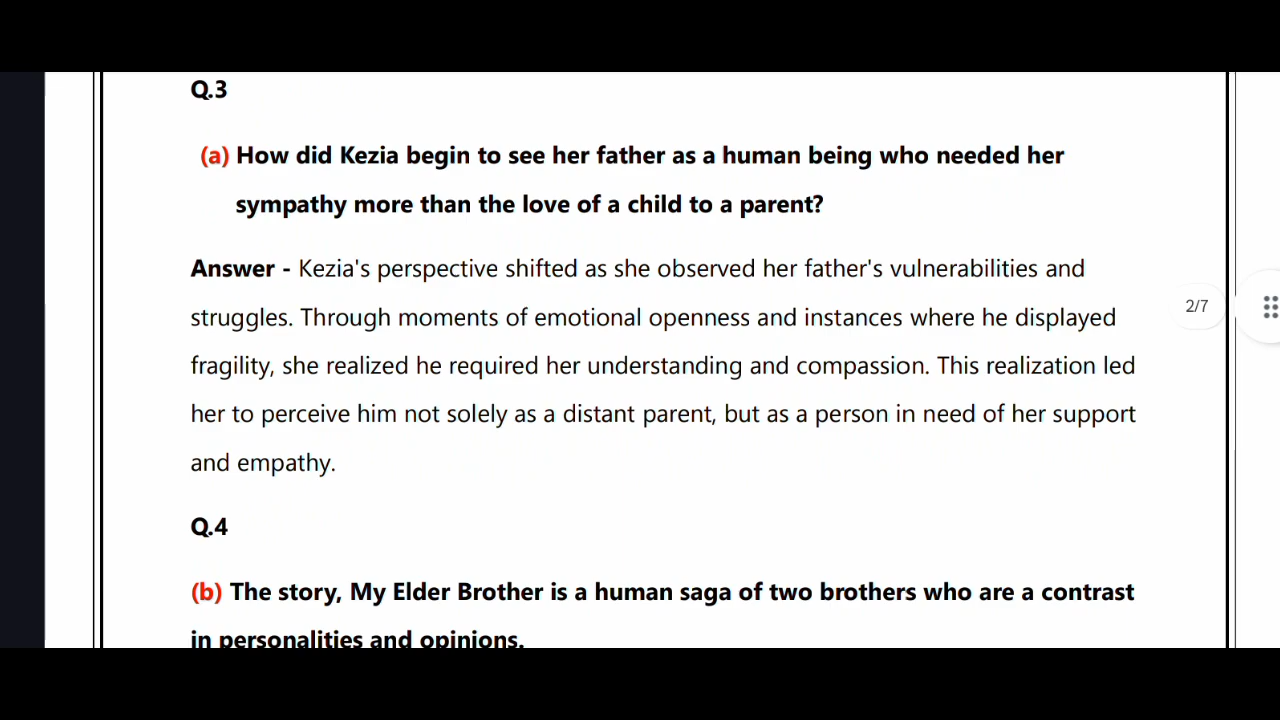 Q.3
(a) How did Kezia begin to see her father as a human being who needed her
sympathy more than the love of a child to a parent?
Answer - Kezia's perspective shifted as she observed her father's vulnerabilities and
struggles. Through moments of emotional openness and instances where he displayed
fragility, she realized he required her understanding and compassion. This realization led
her to perceive him not solely as a distant parent, but as a person in need of her support
and empathy.
2/7
Q.4
(b) The story, My Elder Brother is a human saga of two brothers who are a contrast
in personalities and opinions.